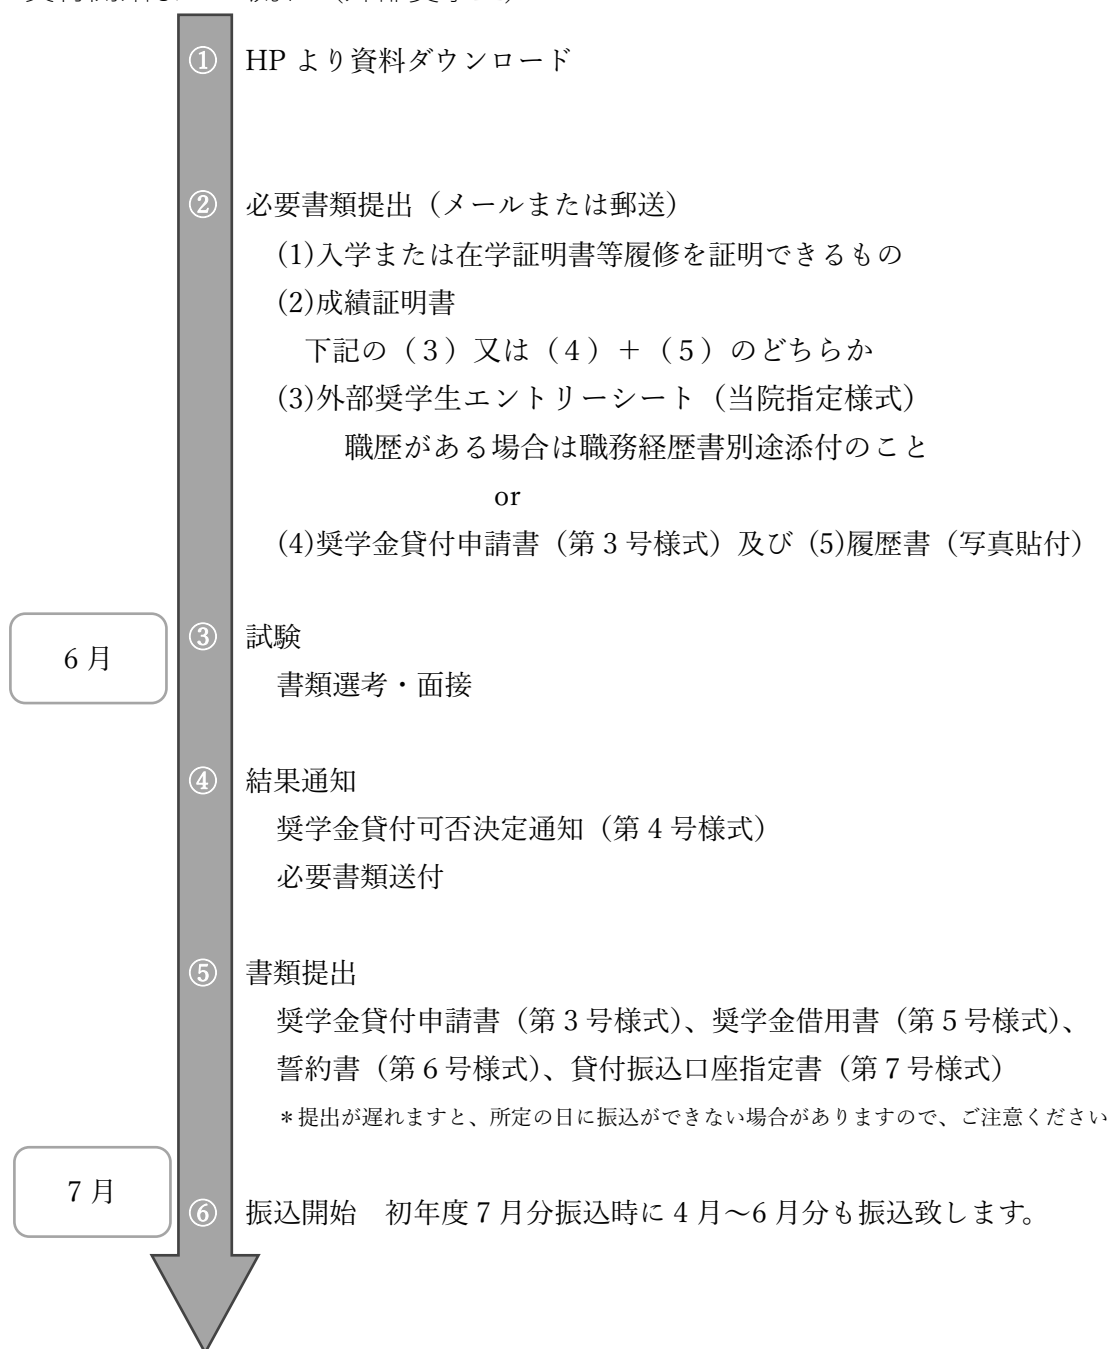 ① HP より資料ダウンロード
② 必要書類提出（メールまたは郵送）
(1)入学または在学証明書等履修を証明できるもの
(2)成績証明書
下記の（３）又は（４）＋（５）のどちらか
(3)外部奨学生エントリーシート（当院指定様式）
職歴がある場合は職務経歴書別途添付のこと
or
(4)奨学金貸付申請書（第３号様式）及び (5)履歴書（写真貼付）
6 月
③ 試験
書類選考・面接
④ 結果通知
奨学金貸付可否決定通知（第４号様式）
必要書類送付
⑤ 書類提出
奨学金貸付申請書（第３号様式）、奨学金借用書（第５号様式）、
誓約書（第６号様式）、貸付振込口座指定書（第７号様式）
＊提出が遅れますと、所定の日に振込ができない場合がありますので、ご注意ください
7 月
⑥ 振込開始　初年度７月分振込時に 4 月～6 月分も振込致します。